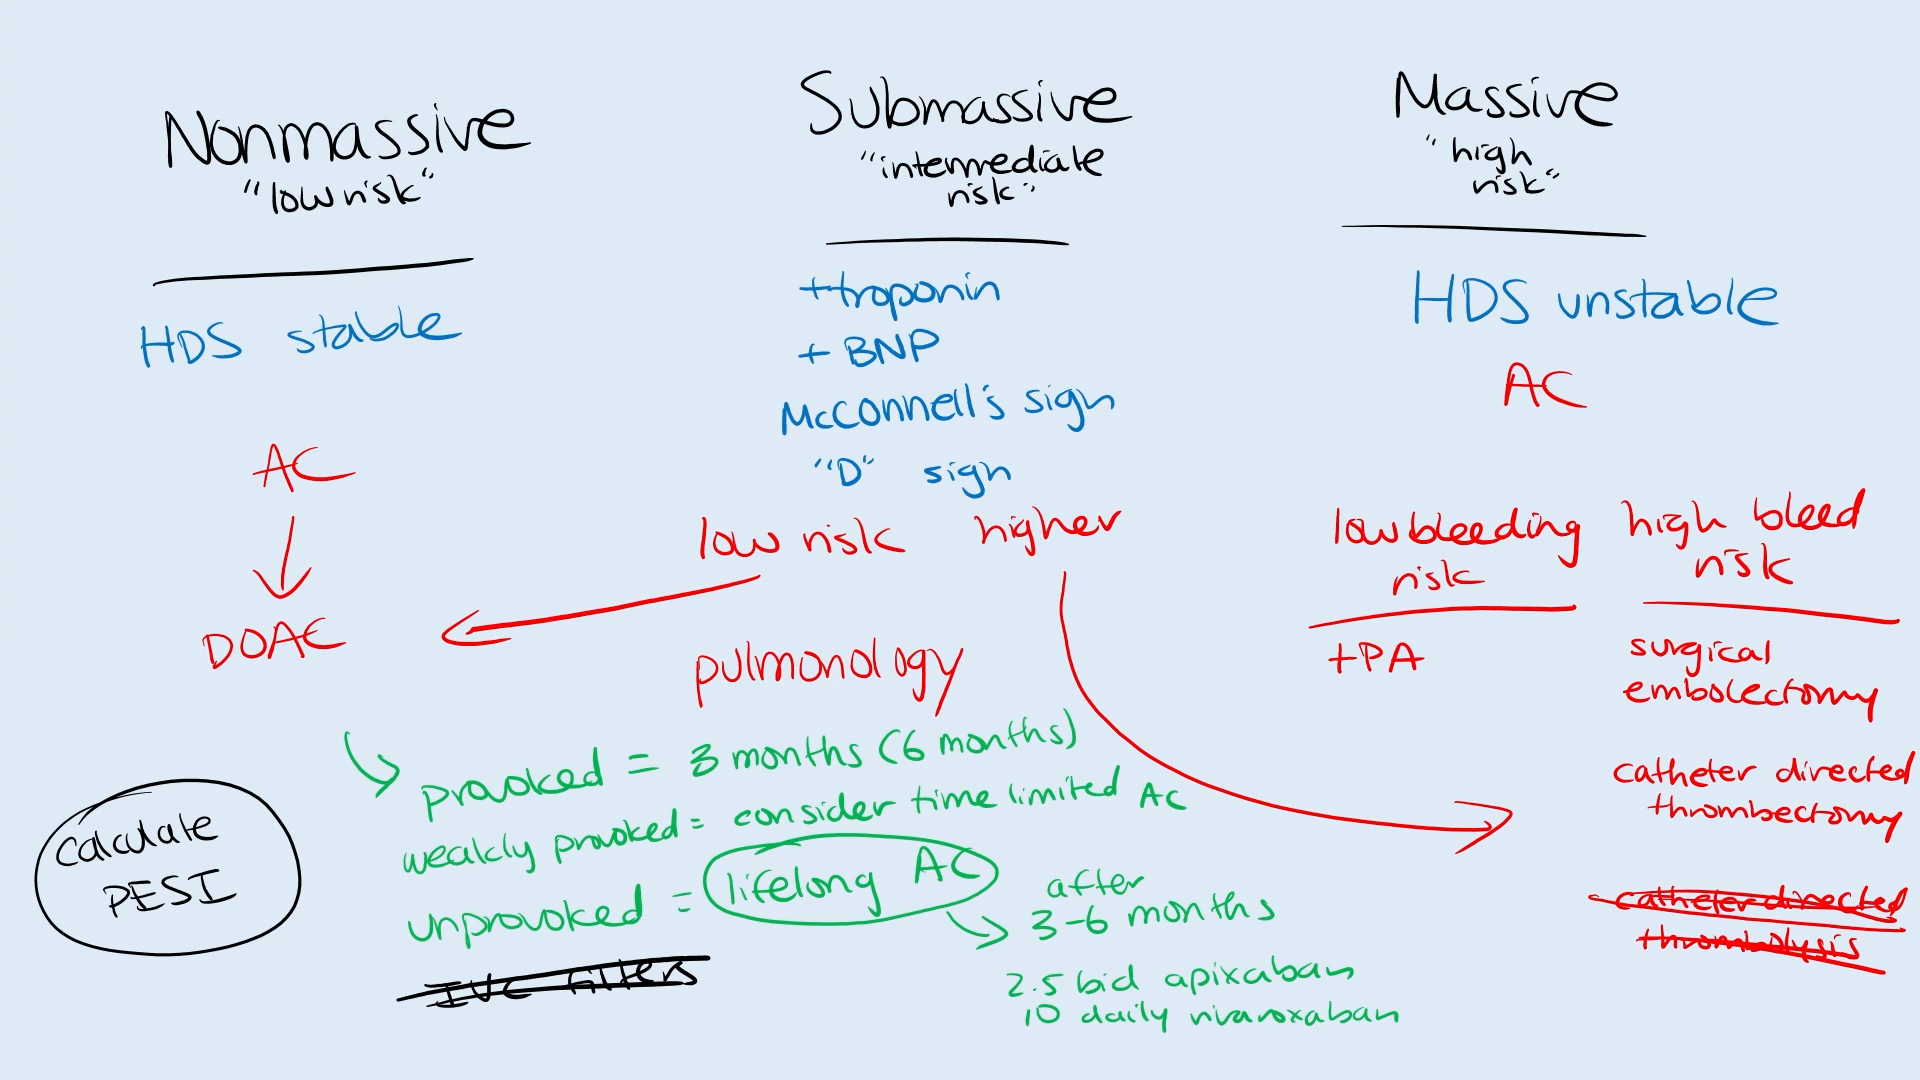 Nonmassive
"low risk"
HDS stable
AC
DOAC
Submassive
"intermediate
risk"
+troponin
+ BNP
McConnell's sign
"D" sign
low risk higher
pulmonology
Massive
"high
risk"
HDS unstable
AC
low bleeding
risk
+PA
high bleed
risk
surgical
embolectomy
catheter directed
thrombectomy
catheter directed
thrombolysis
calculate
PESI
provoked = 3 months (6 months)
weakly provoked = consider time limited AC
unprovoked = lifelong AC
after
3-6 months
2.5 bid apixaban
10 daily rivaroxaban
IVC filters